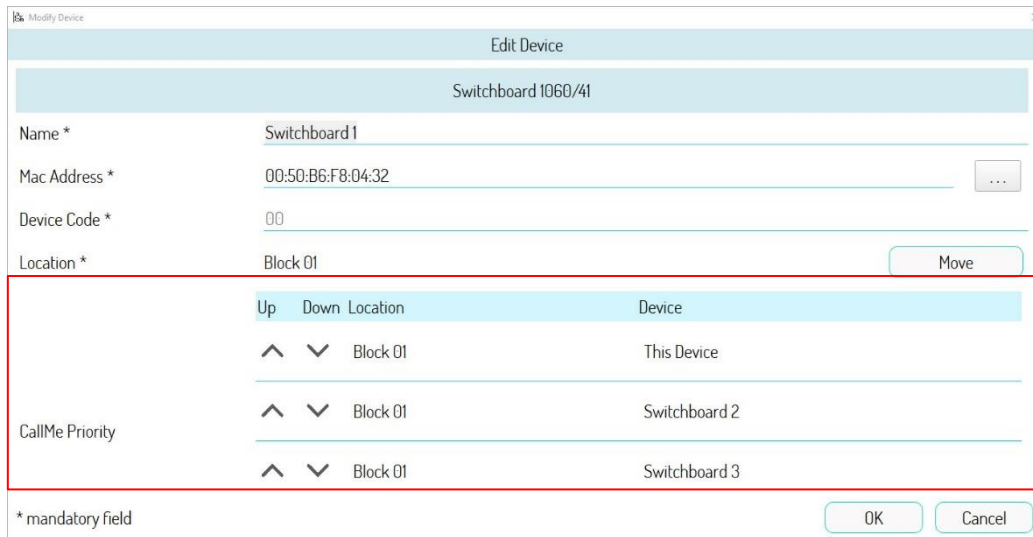 Modify Device
Edit Device
Switchboard 1060/41
Name * Switchboard 1
Mac Address * 00:50:B6:F8:04:32 ...
Device Code * 00
Location * Block 01 Move
Up Down Location Device
Block 01 This Device
Block 01 Switchboard 2
CallMe Priority
Block 01 Switchboard 3
* mandatory field OK Cancel